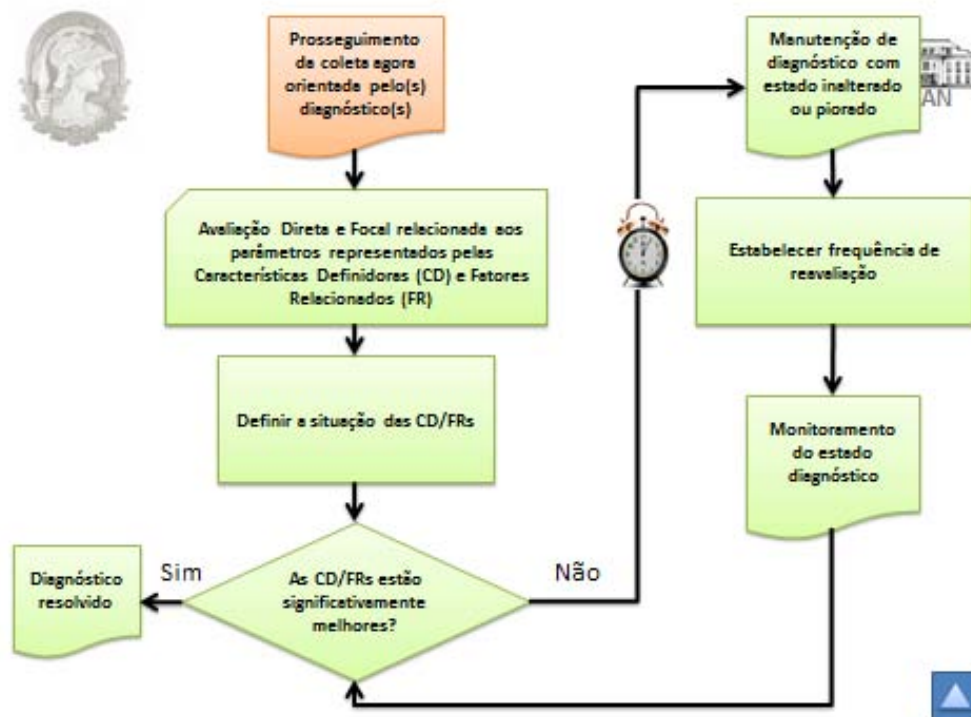 Prosseguimento
da coleta agora
orientada pelo(s)
diagnóstico(s)
Avaliação Direta e Focal relacionada aos
parâmetros representados pelas
Características Definidoras (CD) e Fatores
Relacionados (FR)
Definir a situação das CD/FRs
As CD/FRs estão
significativamente
melhores?
Sim
Diagnóstico
resolvido
Não
Manutenção de
diagnóstico com
estado inalterado
ou piorado
AN
Estabelecer frequência de
reavaliação
Monitoramento
do estado
diagnóstico